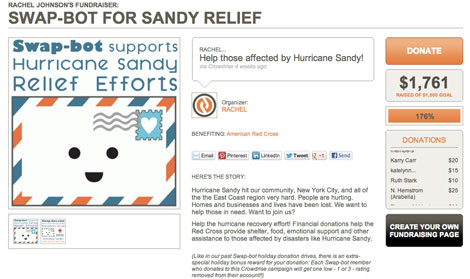 RACHEL JOHNSON'S FUNDRAISER:
SWAP-BOT FOR SANDY RELIEF
Swap-bot supports
Hurricane Sandy
Relief Efforts
RACHEL...
Help those affected by Hurricane Sandy!
via Crowdrise 4 weeks ago
Organizer:
RACHEL
BENEFITING: American Red Cross
Email
Pinterest
LinkedIn
Tweet
+1
Send
HERE'S THE STORY:
Hurricane Sandy hit our community, New York City, and all of
the East Coast region very hard. People are hurting.
Homes and businesses and have been lost. We want to
help those in need. Want to join us?
Help the hurricane recovery effort! Financial donations help the
Red Cross provide shelter, food, emotional support and other
assistance to those affected by disasters like Hurricane Sandy.
(Like in our past Swap-bot holiday donation drives, there is an extra-
special holiday bonus reward for your donation: Each Swap-bot member
who donates to this Crowdrise campaign will get one low - 1 or 3 - rating
removed from their account!!)
DONATE
$1,761
RAISED OF $1,000 GOAL
176%
DONATIONS
Karry Carr $20
katelynn... $15
Ruth Stark $10
N. Hemstrom $25
(Arabella)
CREATE YOUR OWN
FUNDRAISING PAGE